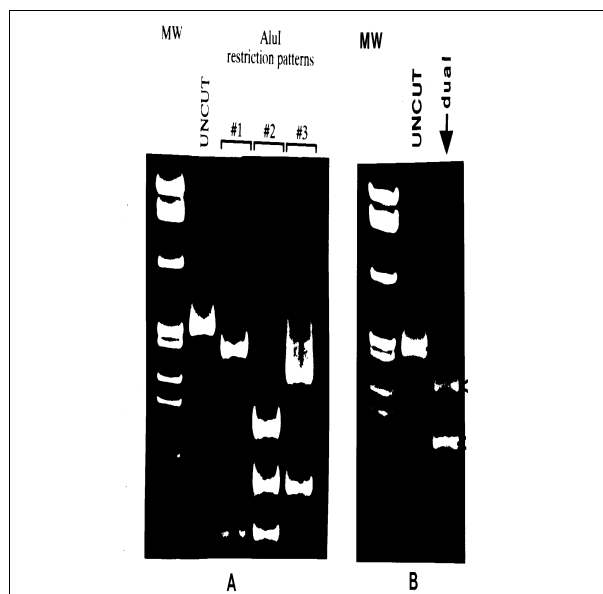 MW
AluI
restriction patterns
UNCUT
#1
#2
#3
MW
UNCUT
dual
A
B